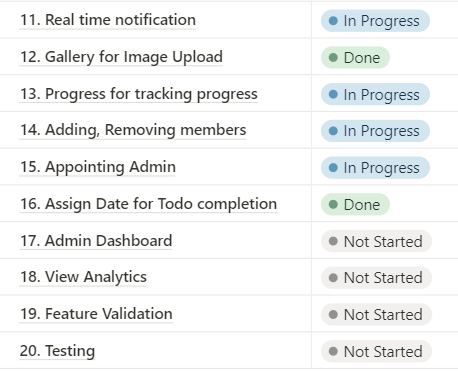 11. Real time notification In Progress
12. Gallery for Image Upload Done
13. Progress for tracking progress In Progress
14. Adding, Removing members In Progress
15. Appointing Admin In Progress
16. Assign Date for Todo completion Done
17. Admin Dashboard Not Started
18. View Analytics Not Started
19. Feature Validation Not Started
20. Testing Not Started